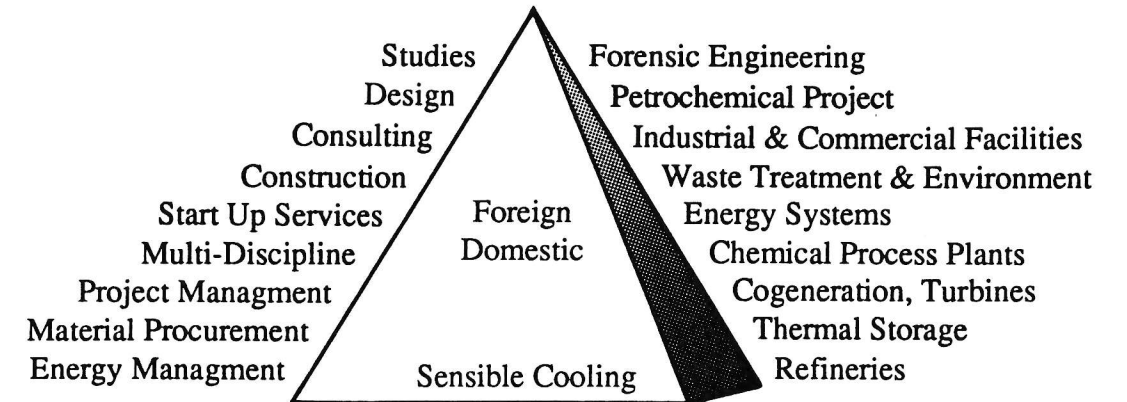 Studies
Design
Consulting
Construction
Start Up Services
Multi-Discipline
Project Managment
Material Procurement
Energy Managment
Foreign
Domestic
Sensible Cooling
Forensic Engineering
Petrochemical Project
Industrial & Commercial Facilities
Waste Treatment & Environment
Energy Systems
Chemical Process Plants
Cogeneration, Turbines
Thermal Storage
Refineries